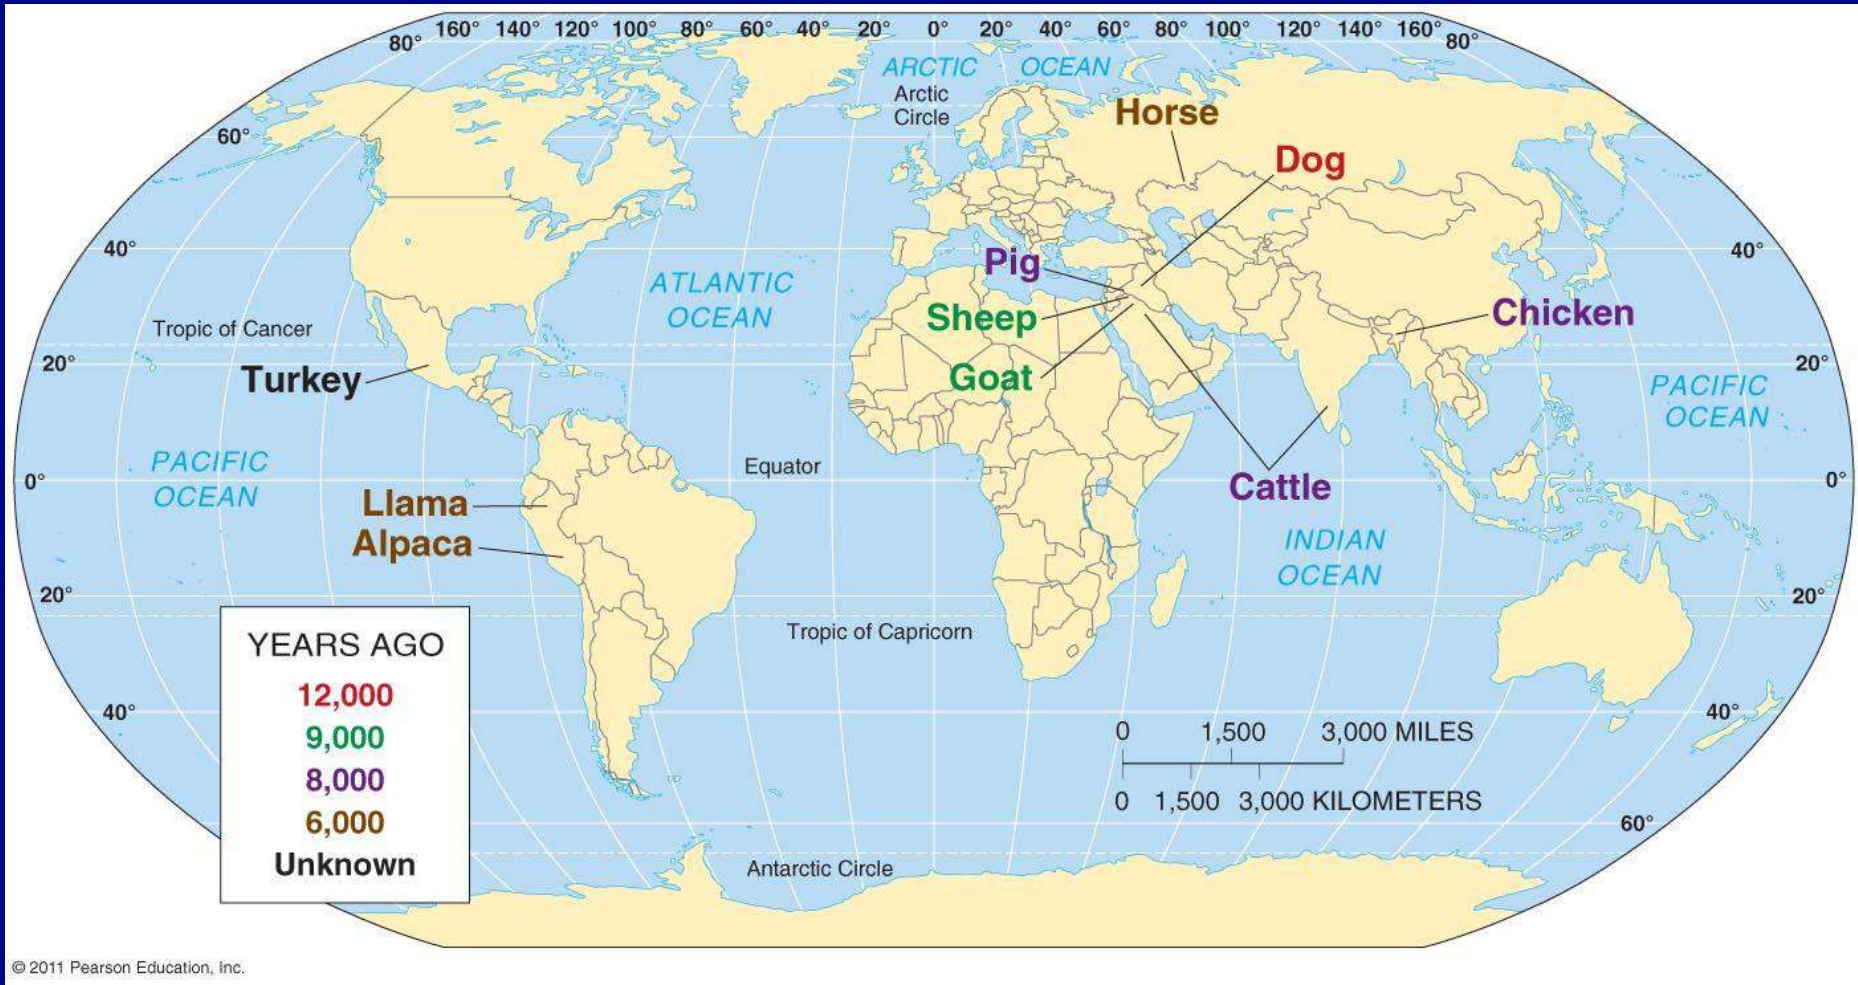 160° 140° 120° 100° 80° 60° 40° 20° 0° 20° 40° 60° 80° 100° 120° 140° 160°
80° 80°
ARCTIC OCEAN
Arctic
Circle
Horse
60°
Dog
40° 40°
Pig
ATLANTIC
OCEAN
Sheep
Chicken
Tropic of Cancer
20° 20°
Goat
Turkey
PACIFIC
OCEAN
PACIFIC
OCEAN
Equator
0° 0°
Cattle
Llama
Alpaca
INDIAN
OCEAN
20° 20°
Tropic of Capricorn
YEARS AGO
12,000
9,000
8,000
6,000
Unknown
40° 40°
0 1,500 3,000 MILES
0 1,500 3,000 KILOMETERS
60°
Antarctic Circle
© 2011 Pearson Education, Inc.